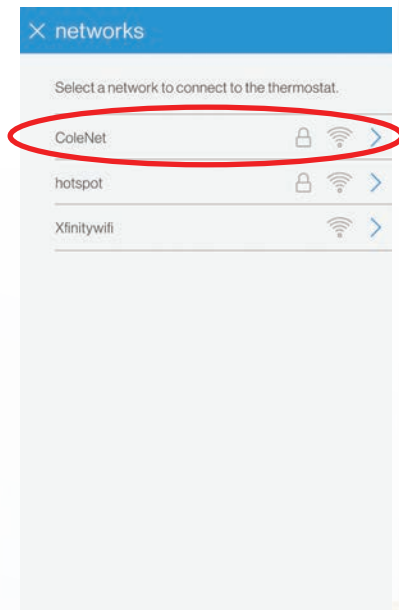 networks
Select a network to connect to the thermostat.
ColeNet
hotspot
Xfinitywifi